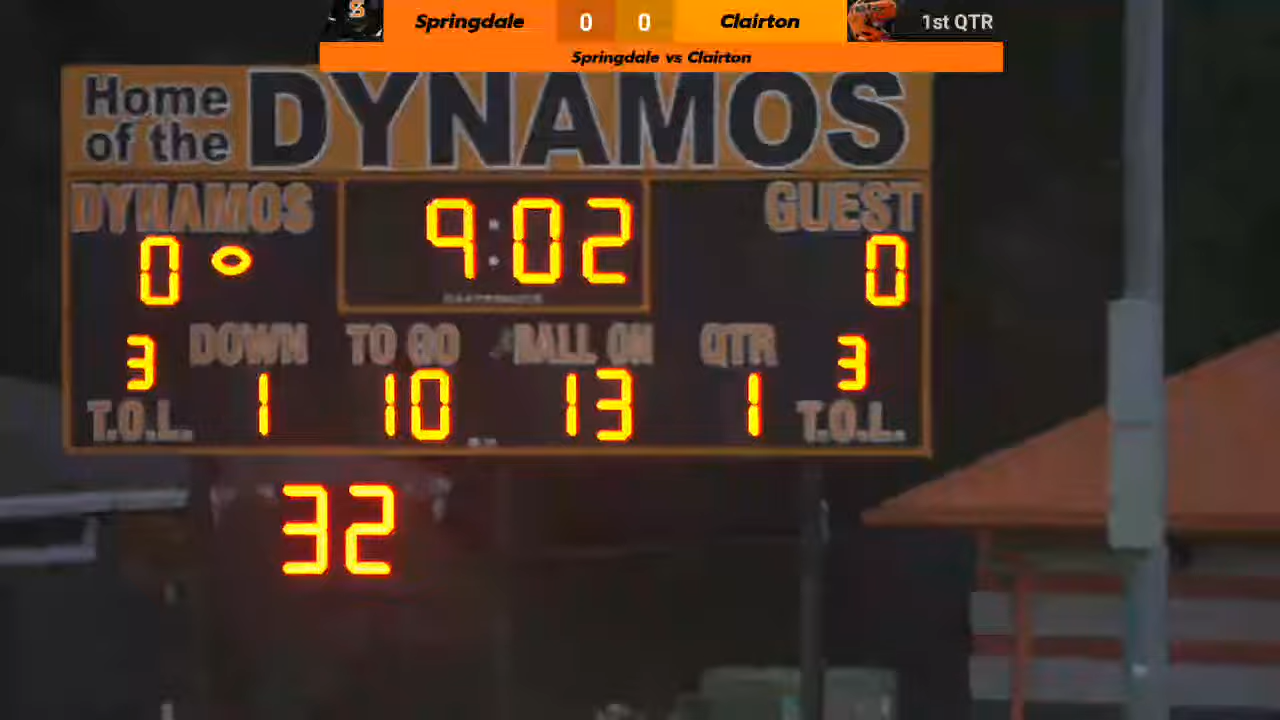 Springdale 0 0 Clairton 1st QTR
Springdale vs Clairton
Home of the DYNAMOS
DYNAMOS 9:02 GUEST
0 0
DOWN TO GO BALL ON QTR
3 1 10 13 1 3
T.O.L. T.O.L.
32